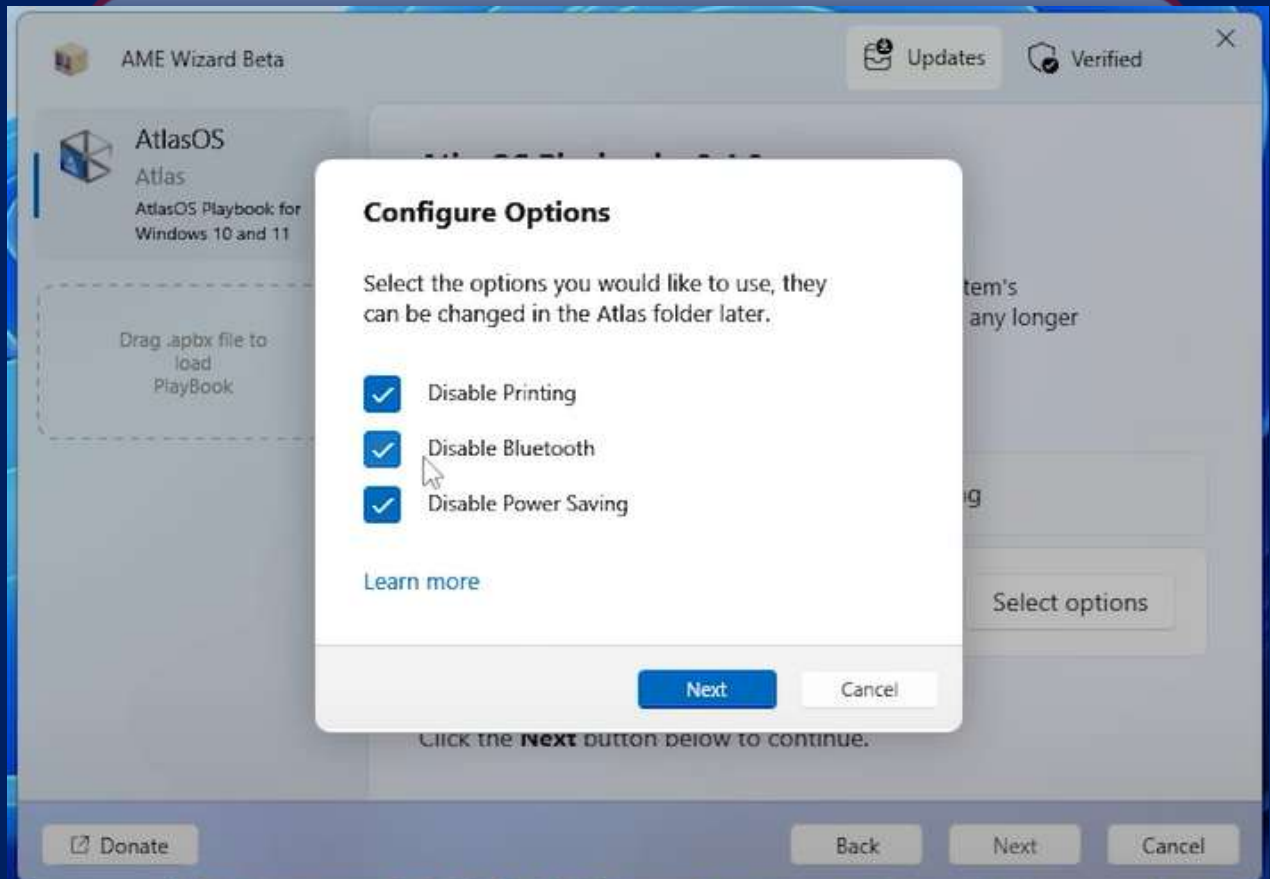 AME Wizard Beta
Updates
Verified
AtlasOS
Atlas
AtlasOS Playbook for
Windows 10 and 11
Drag .apbx file to
load
PlayBook
Configure Options
Select the options you would like to use, they
can be changed in the Atlas folder later.
tem's
any longer
Disable Printing
Disable Bluetooth
Disable Power Saving
g
Learn more
Select options
Next
Cancel
Click the Next button below to continue.
Donate
Back
Next
Cancel